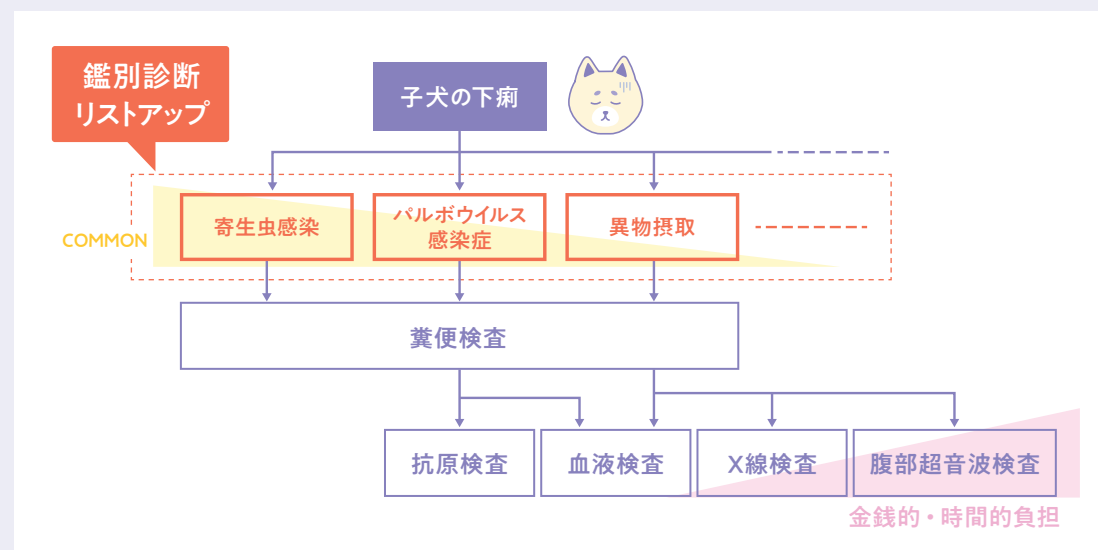 鑑別診断
リストアップ
子犬の下痢
COMMON
寄生虫感染
パルボウイルス
感染症
異物摂取
糞便検査
抗原検査
血液検査
X線検査
腹部超音波検査
金銭的・時間的負担